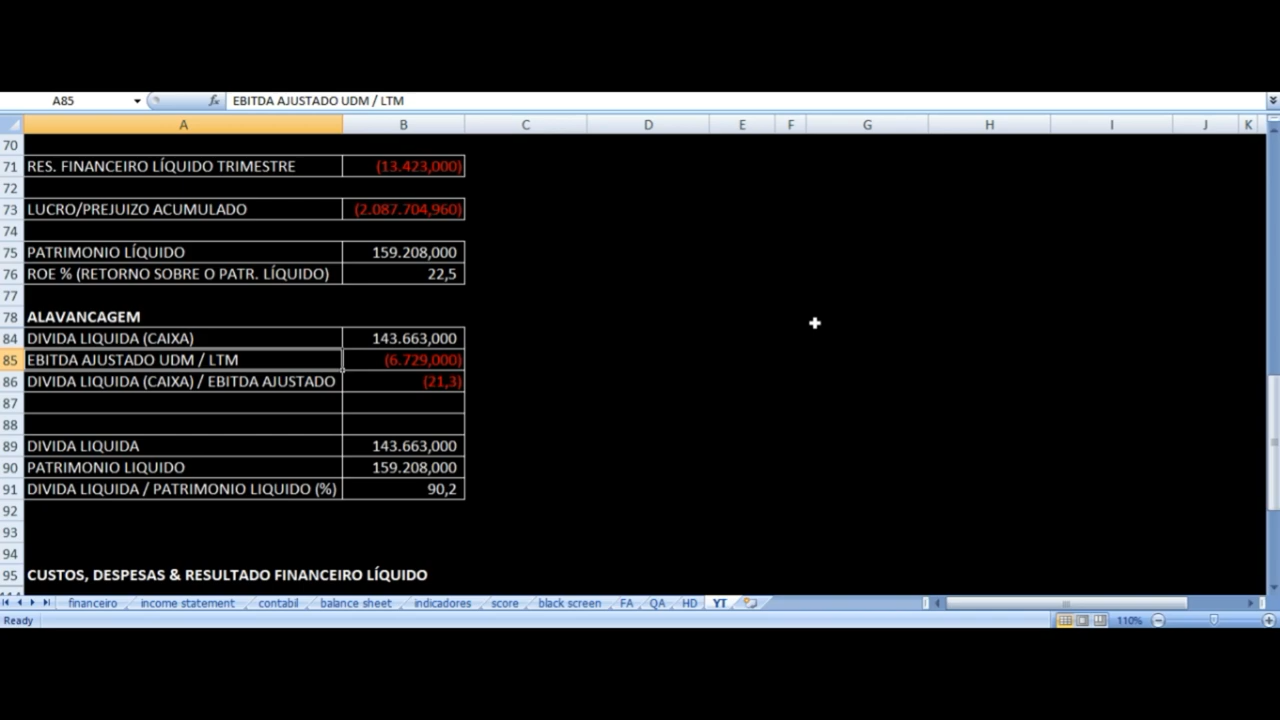 A85 fx EBITDA AJUSTADO UDM / LTM
A B C D E F G H I J K
70
71 RES. FINANCEIRO LÍQUIDO TRIMESTRE (13.423,000)
72
73 LUCRO/PREJUIZO ACUMULADO (2.087.704,960)
74
75 PATRIMONIO LÍQUIDO 159.208,000
76 ROE % (RETORNO SOBRE O PATR. LÍQUIDO) 22,5
77
78 ALAVANCAGEM
84 DIVIDA LIQUIDA (CAIXA) 143.663,000
85 EBITDA AJUSTADO UDM / LTM (6.729,000)
86 DIVIDA LIQUIDA (CAIXA) / EBITDA AJUSTADO (21,3)
87
88
89 DIVIDA LIQUIDA 143.663,000
90 PATRIMONIO LIQUIDO 159.208,000
91 DIVIDA LIQUIDA / PATRIMONIO LIQUIDO (%) 90,2
92
93
94
95 CUSTOS, DESPESAS & RESULTADO FINANCEIRO LÍQUIDO
financeiro income statement contabil balance sheet indicadores score black screen FA QA HD YT
Ready 110%